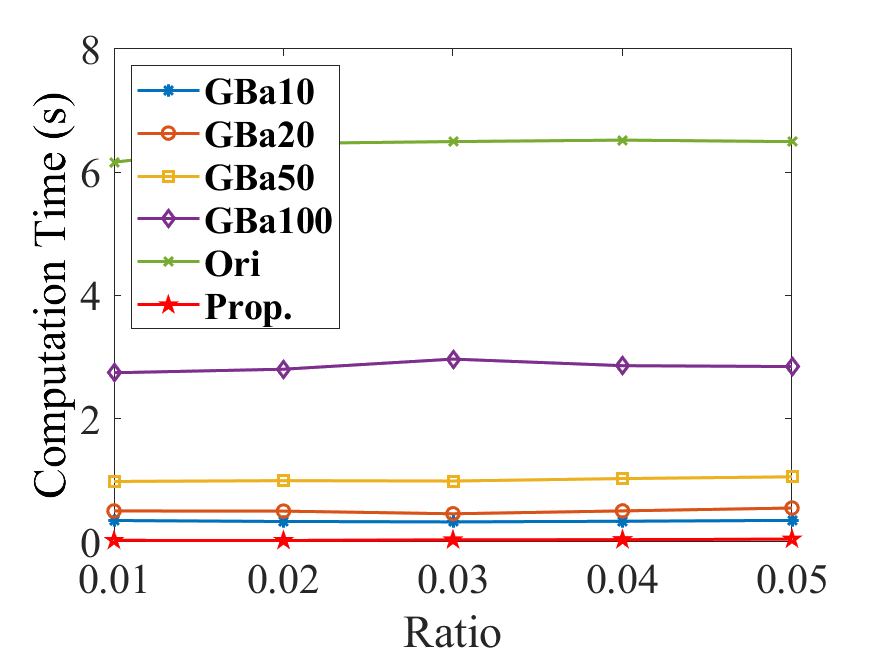 8
6
4
2
0
Computation Time (s)
GBa10
GBa20
GBa50
GBa100
Ori
Prop.
0.01 0.02 0.03 0.04 0.05
Ratio